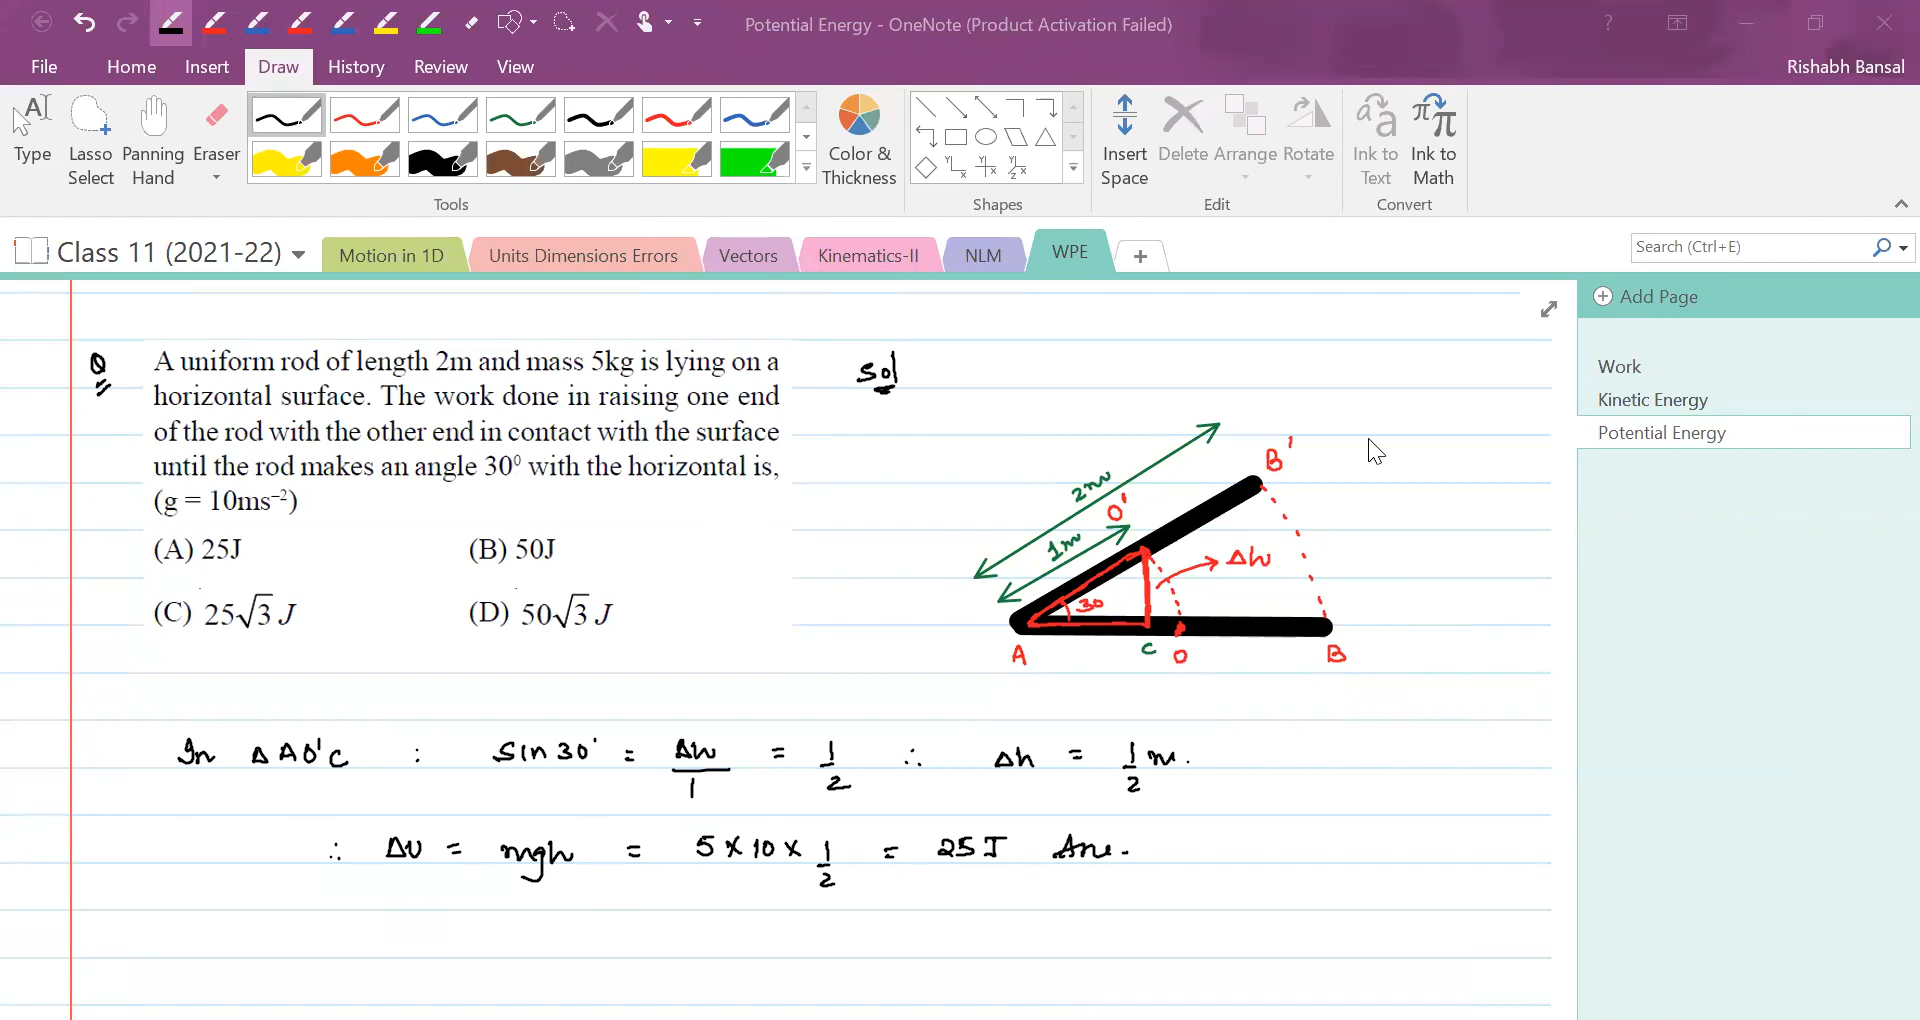 Potential Energy - OneNote (Product Activation Failed)
?
File Home Insert Draw History Review View
Rishabh Bansal
Type
Lasso Select
Panning Hand
Eraser
Color & Thickness
Insert Space
Delete
Arrange
Rotate
Ink to Text
Ink to Math
Tools
Shapes
Edit
Convert
Class 11 (2021-22)
Motion in 1D
Units Dimensions Errors
Vectors
Kinematics-II
NLM
WPE
Search (Ctrl+E)
Add Page
Work
Kinetic Energy
Potential Energy
Q
A uniform rod of length 2m and mass 5kg is lying on a
horizontal surface. The work done in raising one end
of the rod with the other end in contact with the surface
until the rod makes an angle 30⁰ with the horizontal is,
(g = 10ms⁻²)
(A) 25J
(B) 50J
(C) 25√3 J
(D) 50√3 J
Sol
2m
1m
O'
B'
Δh
30
A
C
O
B
In Δ AO'C : Sin 30° = Δh/1 = 1/2 ∴ Δh = 1/2 m.
∴ ΔU = mgh = 5 × 10 × 1/2 = 25 J Ans.